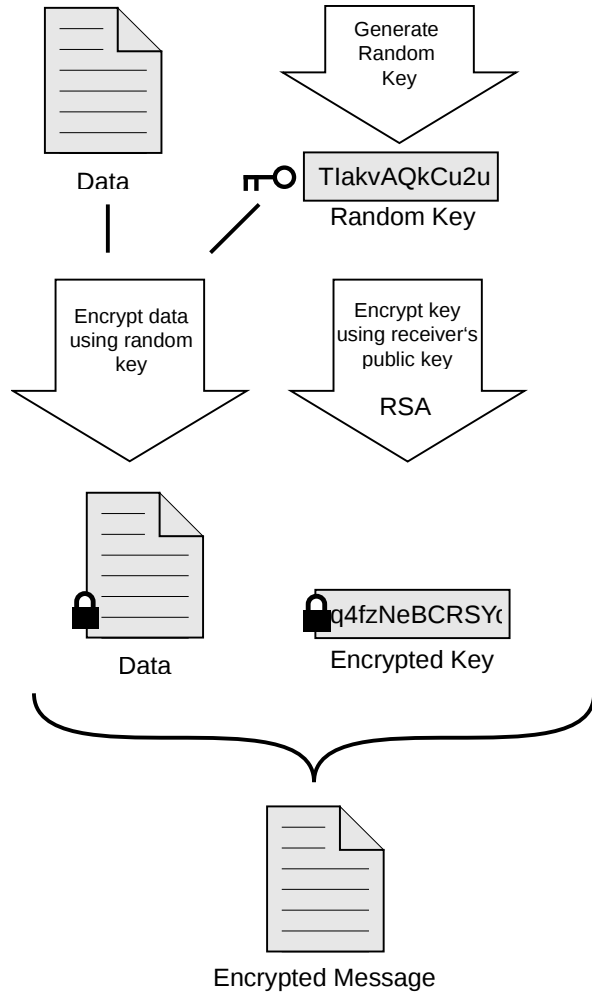 Generate
Random
Key
Data
TIakvAQkCu2u
Random Key
Encrypt data
using random
key
Encrypt key
using receiver‘s
public key
RSA
q4fzNeBCRSYc
Data
Encrypted Key
Encrypted Message